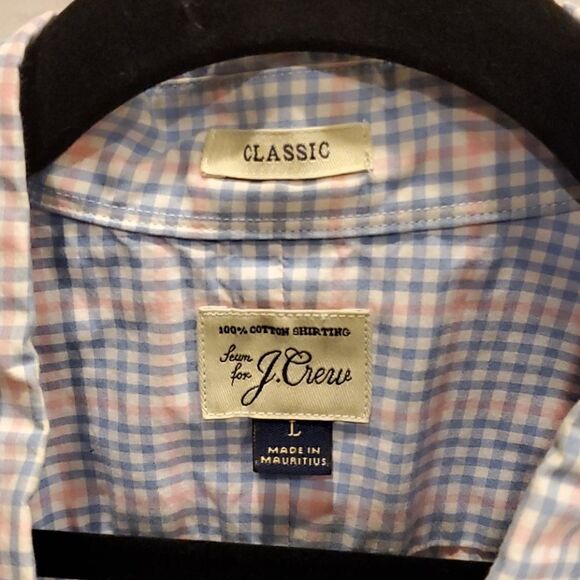 CLASSIC
100% COTTON SHIRTING
Sewn for J.Crew
L
MADE IN
MAURITIUS